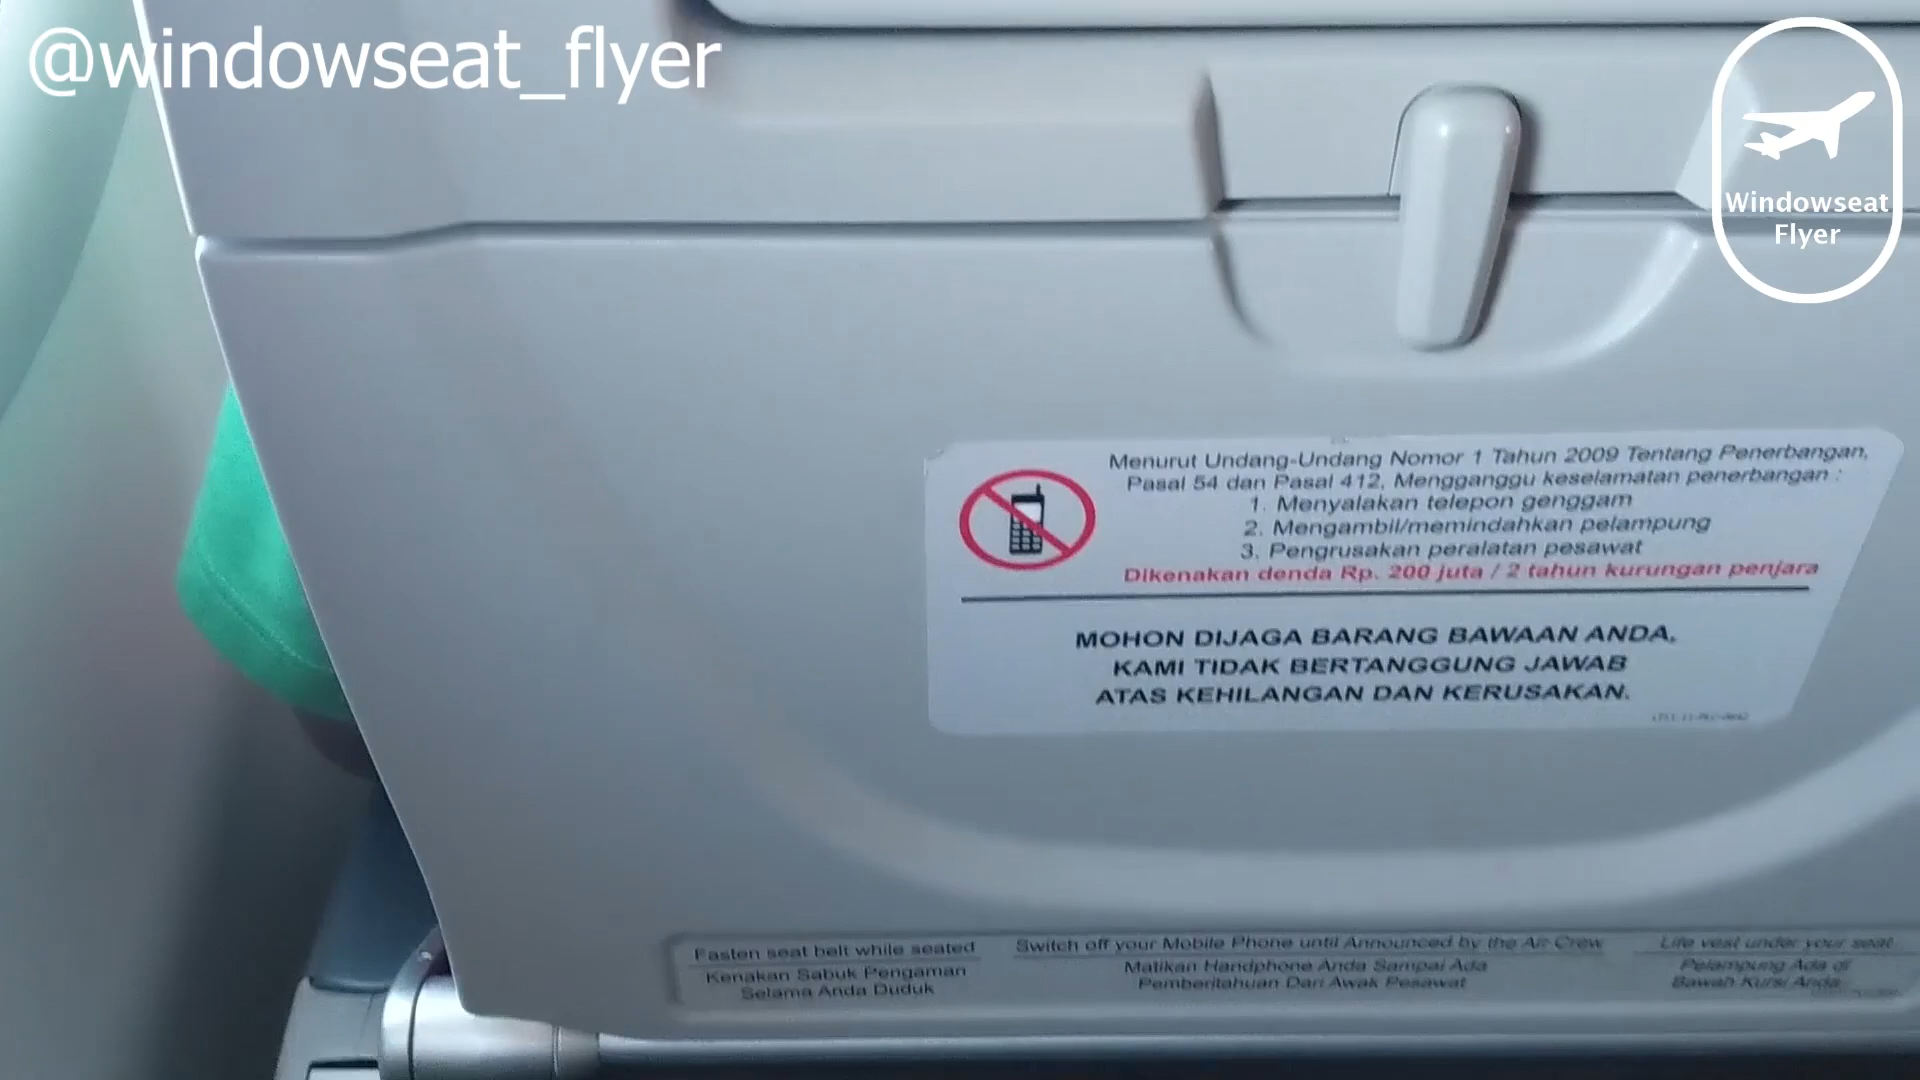 @windowseat_flyer
Windowseat
Flyer
Menurut Undang-Undang Nomor 1 Tahun 2009 Tentang Penerbangan,
Pasal 54 dan Pasal 412, Mengganggu keselamatan penerbangan :
1. Menyalakan telepon genggam
2. Mengambil/memindahkan pelampung
3. Pengrusakan peralatan pesawat
Dikenakan denda Rp. 200 juta / 2 tahun kurungan penjara
MOHON DIJAGA BARANG BAWAAN ANDA,
KAMI TIDAK BERTANGGUNG JAWAB
ATAS KEHILANGAN DAN KERUSAKAN.
Fasten seat belt while seated
Kenakan Sabuk Pengaman
Selama Anda Duduk
Switch off your Mobile Phone until Announced by the Air Crew
Matikan Handphone Anda Sampai Ada
Pemberitahuan Dari Awak Pesawat
Life vest under your seat
Pelampung Ada di
Bawah Kursi Anda